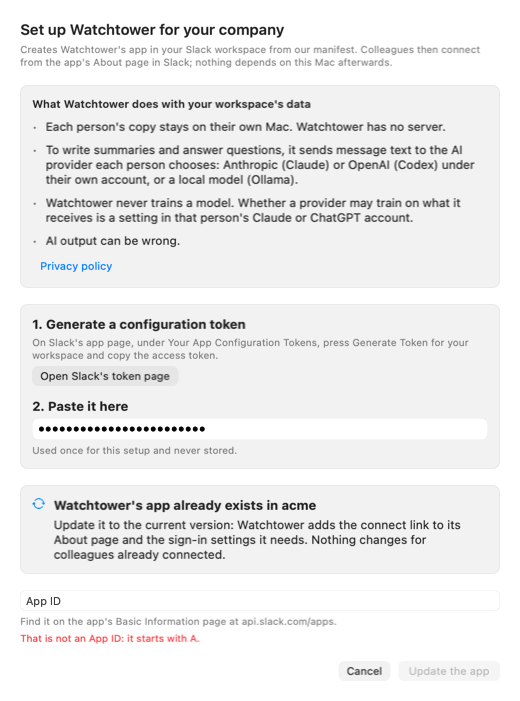 Set up Watchtower for your company
Creates Watchtower's app in your Slack workspace from our manifest. Colleagues then connect
from the app's About page in Slack; nothing depends on this Mac afterwards.
What Watchtower does with your workspace's data
· Each person's copy stays on their own Mac. Watchtower has no server.
· To write summaries and answer questions, it sends message text to the AI
provider each person chooses: Anthropic (Claude) or OpenAI (Codex) under
their own account, or a local model (Ollama).
· Watchtower never trains a model. Whether a provider may train on what it
receives is a setting in that person's Claude or ChatGPT account.
· AI output can be wrong.
Privacy policy
1. Generate a configuration token
On Slack's app page, under Your App Configuration Tokens, press Generate Token for your
workspace and copy the access token.
Open Slack's token page
2. Paste it here
••••••••••••••••••••••••
Used once for this setup and never stored.
Watchtower's app already exists in acme
Update it to the current version: Watchtower adds the connect link to its
About page and the sign-in settings it needs. Nothing changes for
colleagues already connected.
App ID
Find it on the app's Basic Information page at api.slack.com/apps.
That is not an App ID: it starts with A.
Cancel
Update the app